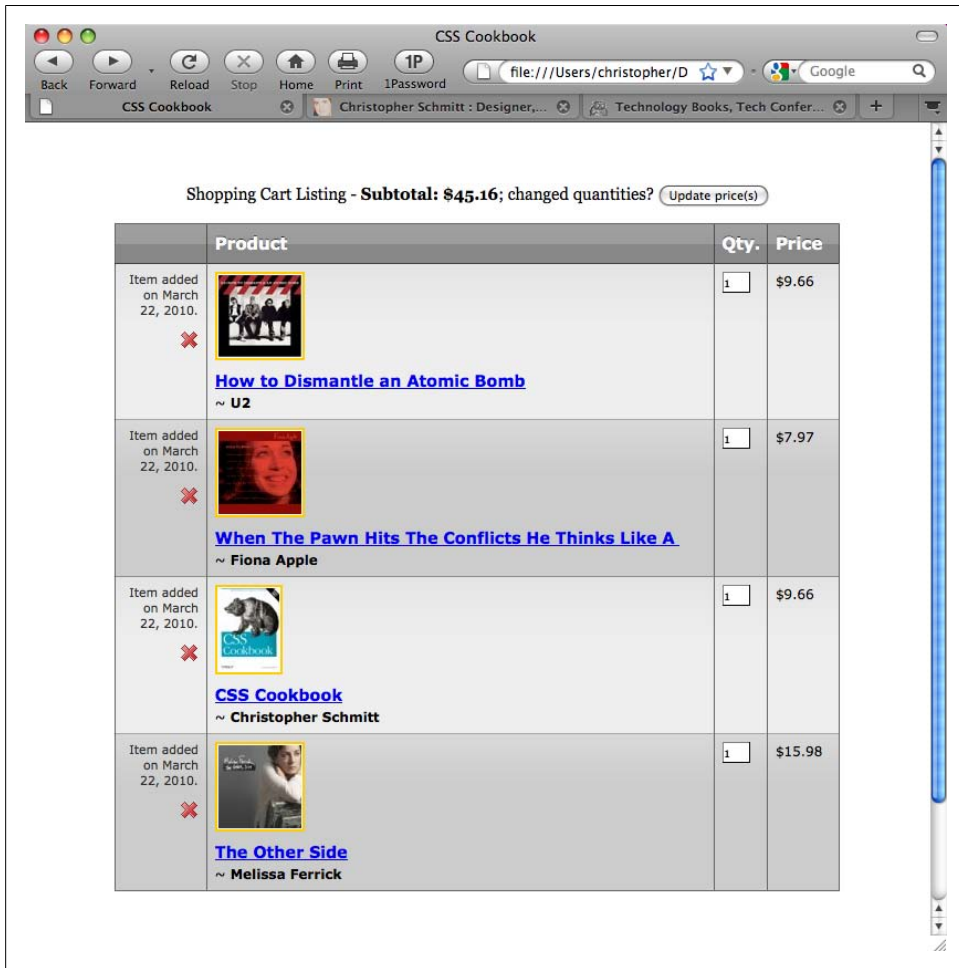 CSS Cookbook
1P
file:///Users/christopher/D
Google
Back Forward Reload Stop Home Print 1Password
CSS Cookbook
Christopher Schmitt : Designer,...
Technology Books, Tech Confer...
Shopping Cart Listing - Subtotal: $45.16; changed quantities? Update price(s)
Product Qty. Price
Item added
on March
22, 2010.
1
$9.66
How to Dismantle an Atomic Bomb
~ U2
Item added
on March
22, 2010.
Fiona Apple
1
$7.97
When The Pawn Hits The Conflicts He Thinks Like A
~ Fiona Apple
Item added
on March
22, 2010.
CSS
Cookbook
1
$9.66
CSS Cookbook
~ Christopher Schmitt
Item added
on March
22, 2010.
1
$15.98
The Other Side
~ Melissa Ferrick